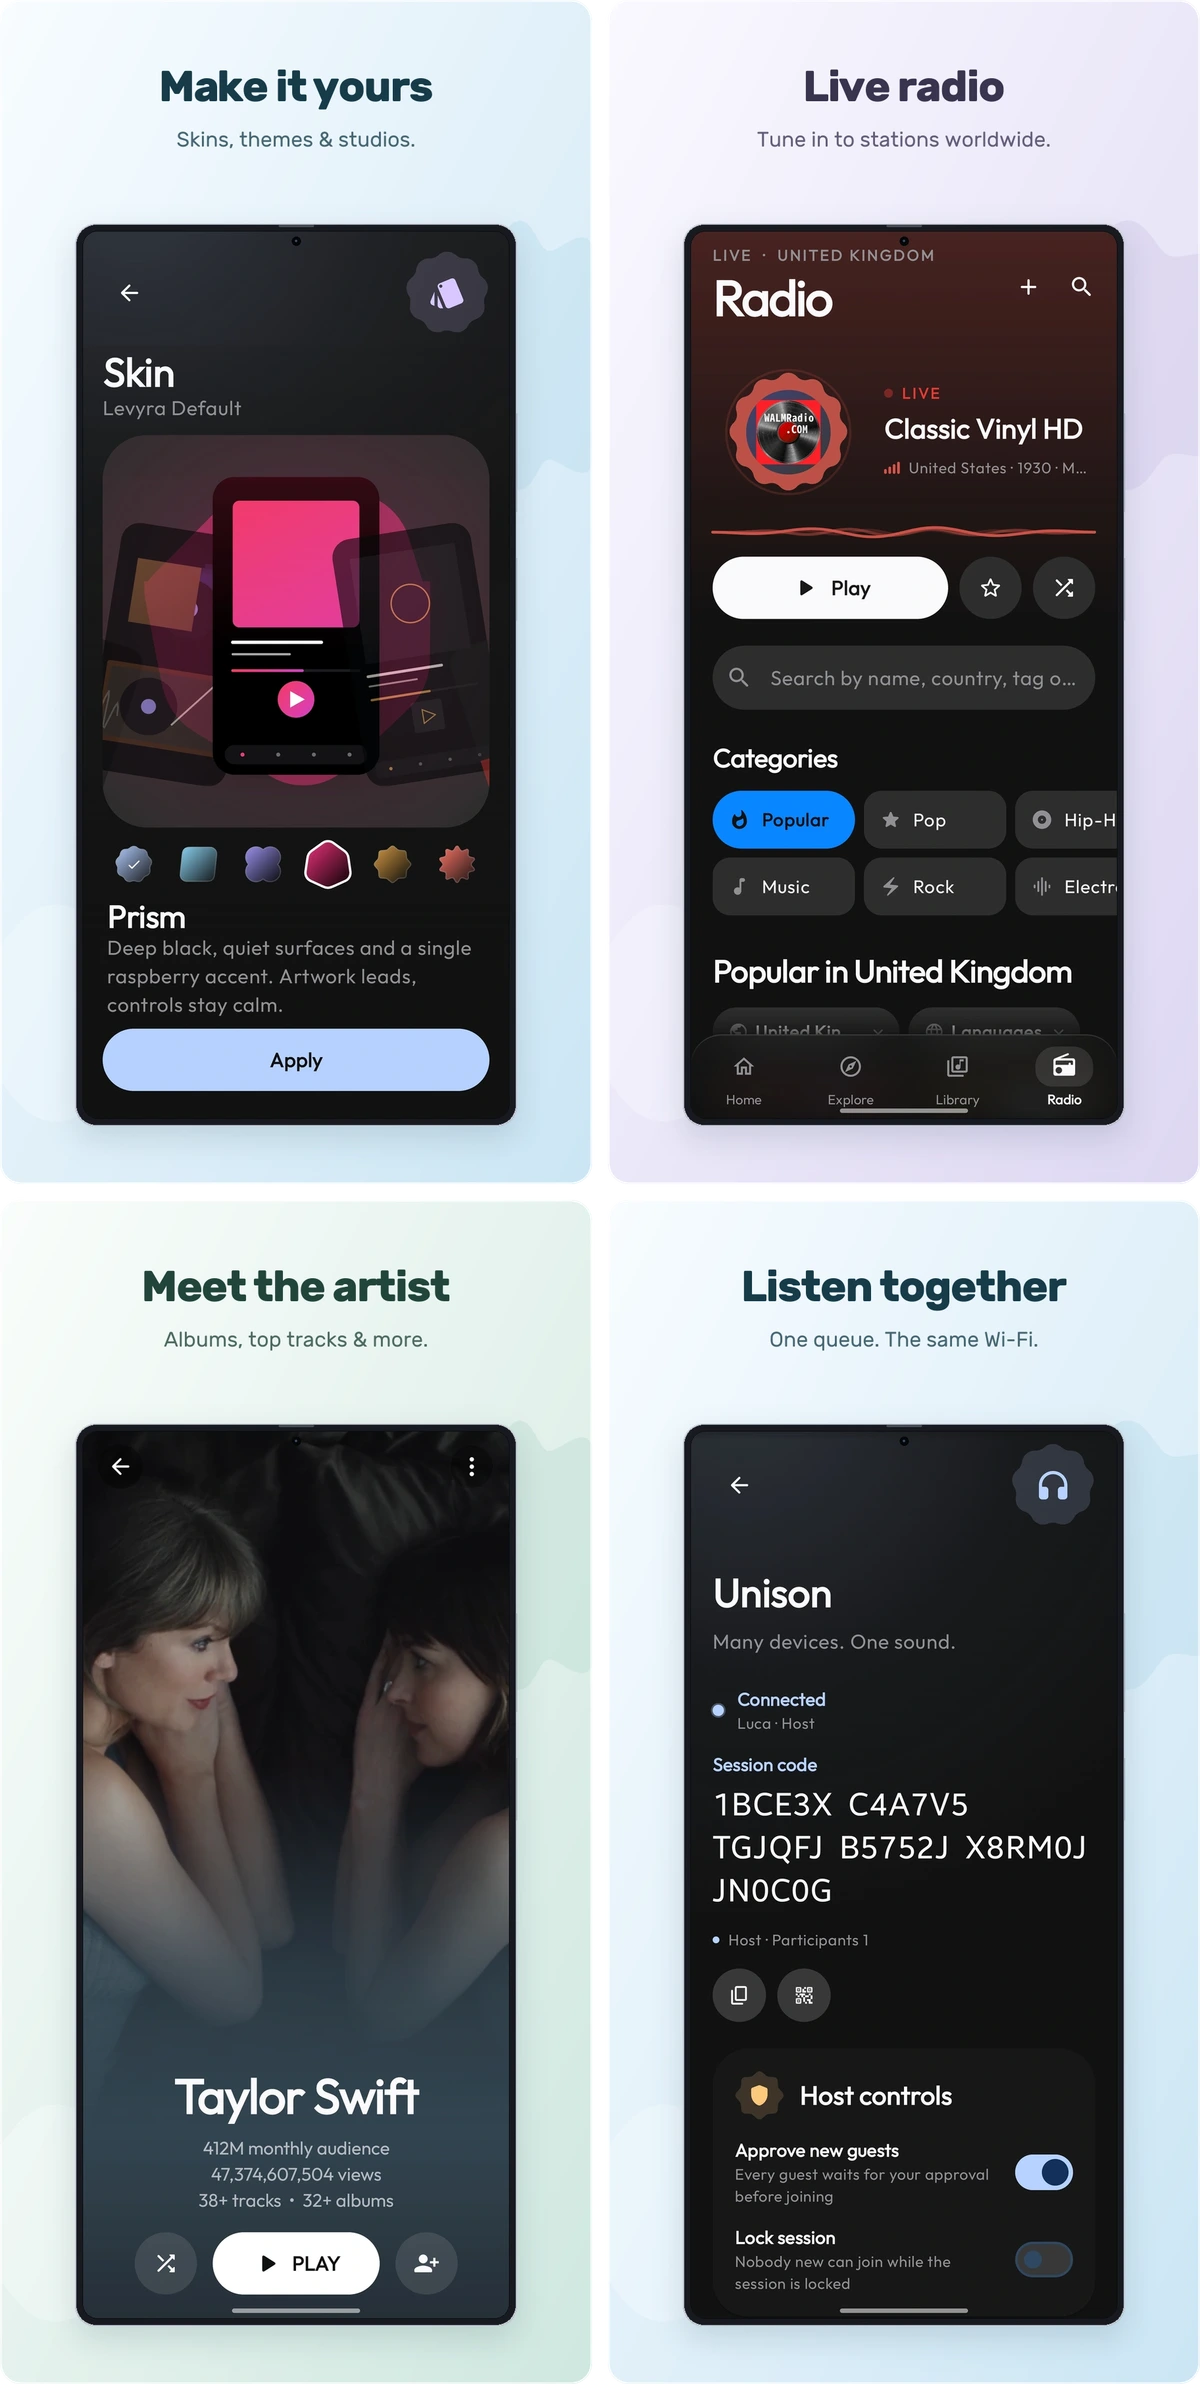 Make it yours
Skins, themes & studios.
Skin
Levyra Default
Prism
Deep black, quiet surfaces and a single
raspberry accent. Artwork leads,
controls stay calm.
Apply
Live radio
Tune in to stations worldwide.
LIVE · UNITED KINGDOM
Radio
WALMRadio
.COM
LIVE
Classic Vinyl HD
United States · 1930 · M...
Play
Search by name, country, tag o...
Categories
Popular
Pop
Hip-H
Music
Rock
Electr
Popular in United Kingdom
United Kin
Languages
Home
Explore
Library
Radio
Meet the artist
Albums, top tracks & more.
Taylor Swift
412M monthly audience
47,374,607,504 views
38+ tracks • 32+ albums
PLAY
Listen together
One queue. The same Wi-Fi.
Unison
Many devices. One sound.
Connected
Luca · Host
Session code
1BCE3X C4A7V5
TGJQFJ B5752J X8RM0J
JN0C0G
Host · Participants 1
Host controls
Approve new guests
Every guest waits for your approval
before joining
Lock session
Nobody new can join while the
session is locked